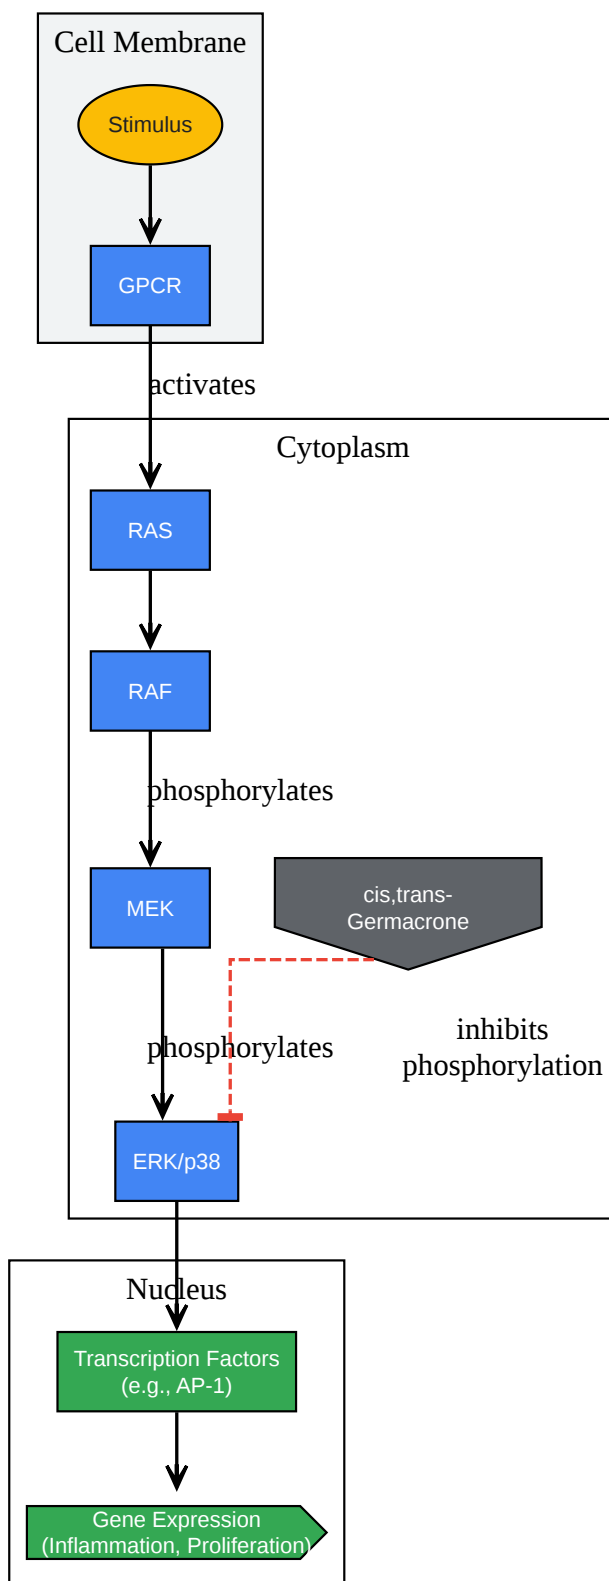 Cell Membrane
Stimulus
GPCR
activates
Cytoplasm
RAS
RAF
phosphorylates
MEK
cis,trans-
Germacrone
phosphorylates
inhibits
phosphorylation
ERK/p38
Nucleus
Transcription Factors
(e.g., AP-1)
Gene Expression
(Inflammation, Proliferation)